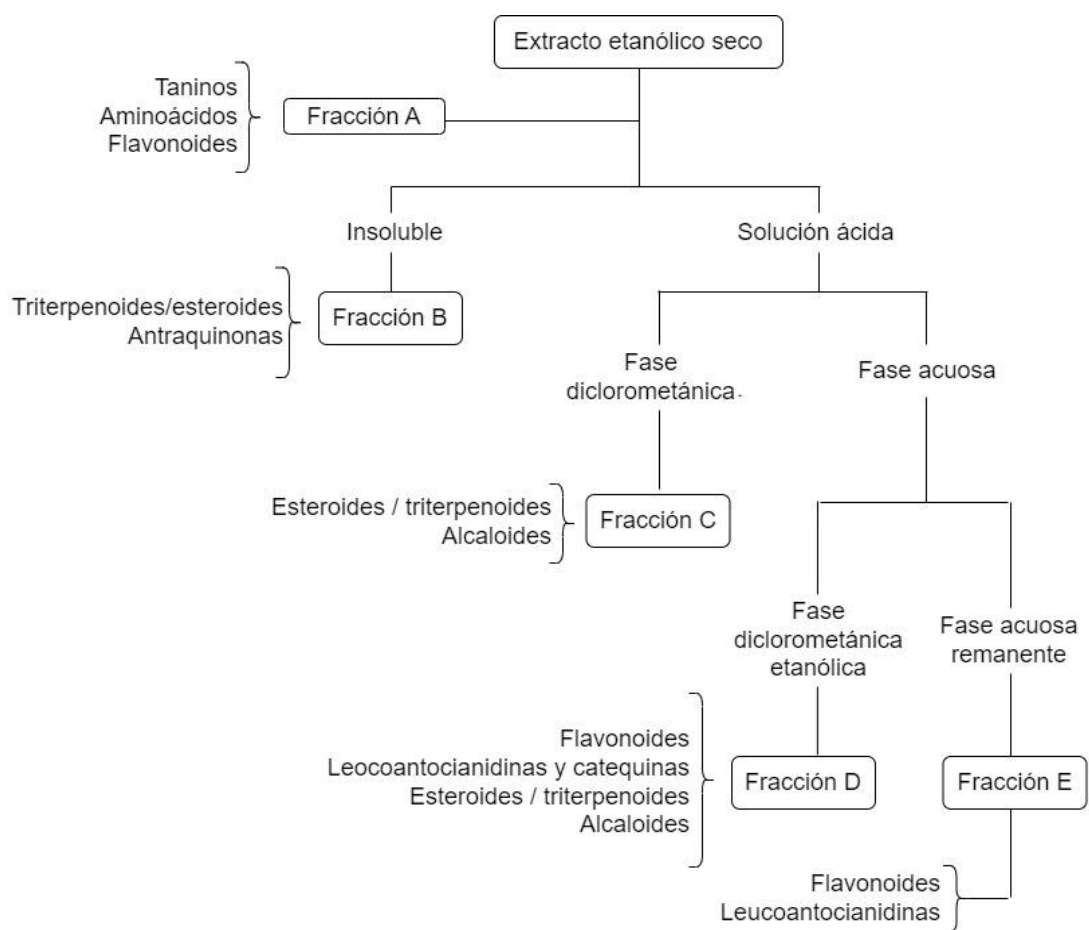 Extracto etanólico seco
Taninos
Aminoácidos
Flavonoides
Fracción A
Insoluble
Solución ácida
Triterpenoides/esteroides
Antraquinonas
Fracción B
Fase
diclorometánica
Fase acuosa
Esteroides / triterpenoides
Alcaloides
Fracción C
Fase
diclorometánica
etanólica
Fase acuosa
remanente
Flavonoides
Leocoantocianidinas y catequinas
Esteroides / triterpenoides
Alcaloides
Fracción D
Fracción E
Flavonoides
Leucoantocianidinas